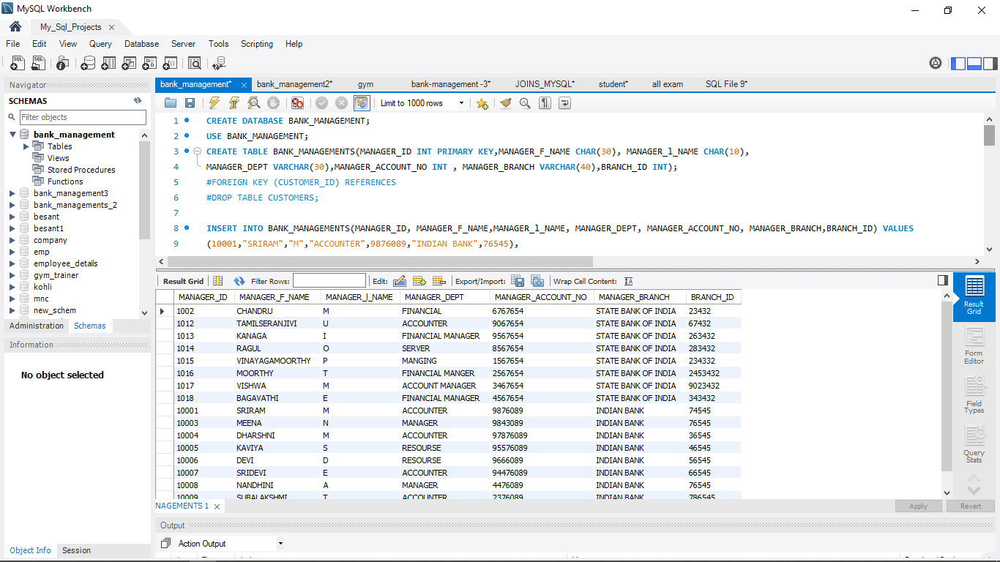 MySQL Workbench
My_Sql_Projects
File Edit View Query Database Server Tools Scripting Help
Navigator
SCHEMAS
Filter objects
bank_management
Tables
Views
Stored Procedures
Functions
bank_management3
bank_managements_2
besant
besant1
company
emp
employee_details
gym_trainer
kohli
mnc
new_schem
Administration Schemas
Information
No object selected
Object Info Session
bank_management* bank_management2* gym bank-management -3* JOINS_MYSQL* student* all exam SQL File 9*
Limit to 1000 rows
1 CREATE DATABASE BANK_MANAGEMENT;
2 USE BANK_MANAGEMENT;
3 CREATE TABLE BANK_MANAGEMENTS(MANAGER_ID INT PRIMARY KEY,MANAGER_F_NAME CHAR(30), MANAGER_l_NAME CHAR(10),
4 MANAGER_DEPT VARCHAR(30),MANAGER_ACCOUNT_NO INT , MANAGER_BRANCH VARCHAR(40),BRANCH_ID INT);
5 #FOREIGN KEY (CUSTOMER_ID) REFERENCES
6 #DROP TABLE CUSTOMERS;
7
8 INSERT INTO BANK_MANAGEMENTS(MANAGER_ID, MANAGER_F_NAME,MANAGER_l_NAME, MANAGER_DEPT, MANAGER_ACCOUNT_NO, MANAGER_BRANCH,BRANCH_ID) VALUES
9 (10001,"SRIRAM","M","ACCOUNTER",9876089,"INDIAN BANK",76545),
Result Grid Filter Rows: Edit: Export/Import: Wrap Cell Content:
MANAGER_ID MANAGER_F_NAME MANAGER_l_NAME MANAGER_DEPT MANAGER_ACCOUNT_NO MANAGER_BRANCH BRANCH_ID
1002 CHANDRU M FINANCIAL 6767654 STATE BANK OF INDIA 23432
1012 TAMILSERANJIVI U ACCOUNTER 9067654 STATE BANK OF INDIA 67432
1013 KANAGA I FINANCIAL MANAGER 9567654 STATE BANK OF INDIA 263432
1014 RAGUL O SERVER 8567654 STATE BANK OF INDIA 283432
1015 VINAYAGAMOORTHY P MANGING 1567654 STATE BANK OF INDIA 234332
1016 MOORTHY T FINANCIAL MANGER 2567654 STATE BANK OF INDIA 2453432
1017 VISHWA M ACCOUNT MANAGER 3467654 STATE BANK OF INDIA 9023432
1018 BAGAVATHI E FINANCIAL MANAGER 4567654 STATE BANK OF INDIA 343432
10001 SRIRAM M ACCOUNTER 9876089 INDIAN BANK 74545
10003 MEENA N MANAGER 9843089 INDIAN BANK 76545
10004 DHARSHNI M ACCOUNTER 97876089 INDIAN BANK 36545
10005 KAVIYA S RESOURSE 95576089 INDIAN BANK 46545
10006 DEVI D RESOURSE 9666089 INDIAN BANK 56545
10007 SRIDEVI E ACCOUNTER 94476089 INDIAN BANK 66545
10008 NANDHINI A MANAGER 4476089 INDIAN BANK 76545
10009 SUBALAKSHMI T ACCOUNTER 2376089 INDIAN BANK 786545
Result Grid
Form Editor
Field Types
Query Stats
NAGEMENTS 1
Apply Revert
Output
Action Output